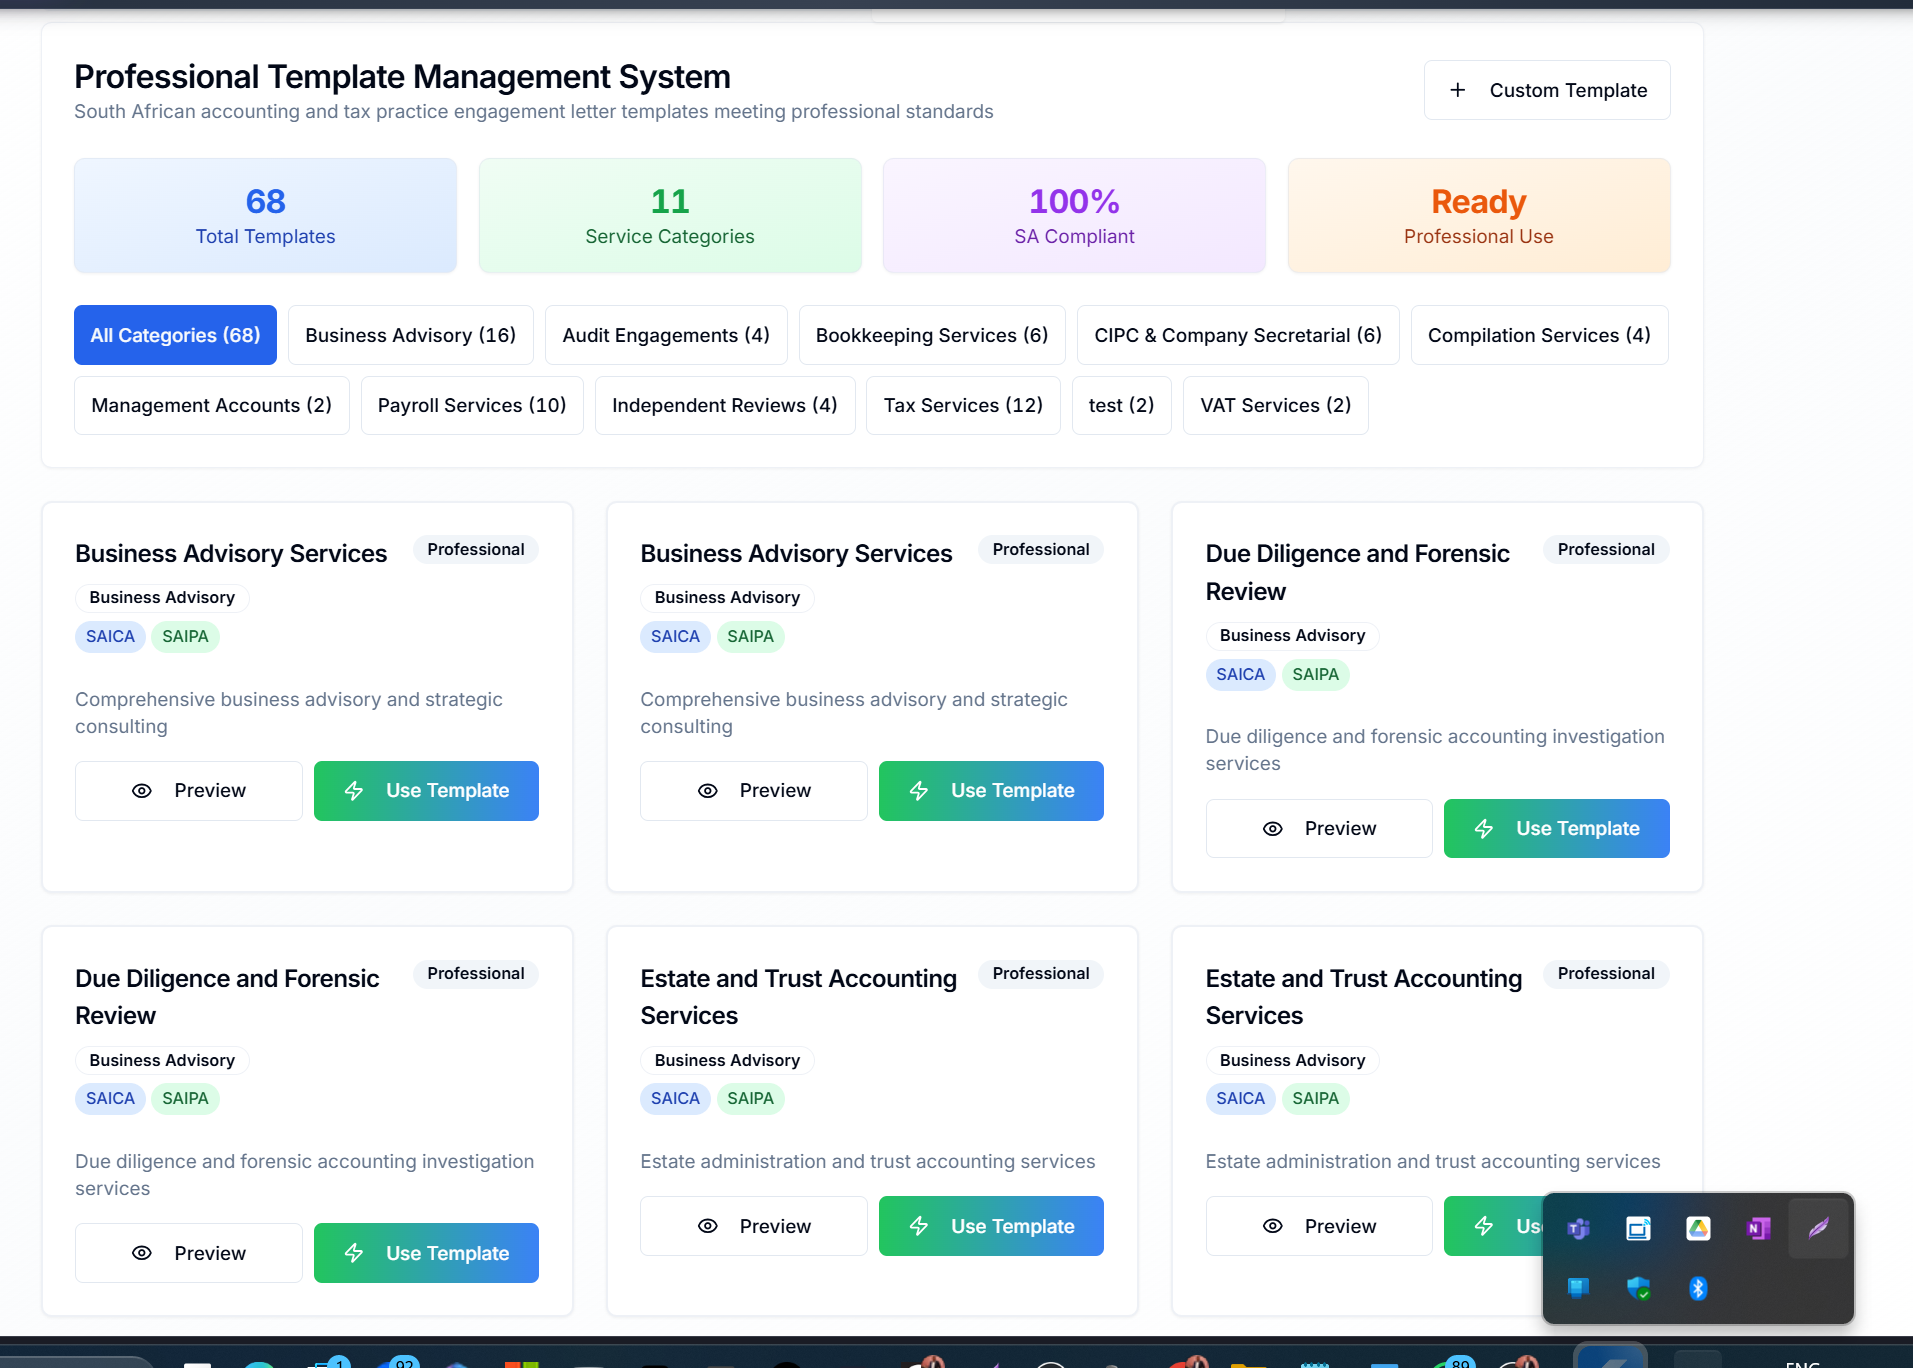 Professional Template Management System
South African accounting and tax practice engagement letter templates meeting professional standards
Custom Template
68
Total Templates
11
Service Categories
100%
SA Compliant
Ready
Professional Use
All Categories (68)
Business Advisory (16)
Audit Engagements (4)
Bookkeeping Services (6)
CIPC & Company Secretarial (6)
Compilation Services (4)
Management Accounts (2)
Payroll Services (10)
Independent Reviews (4)
Tax Services (12)
test (2)
VAT Services (2)
Business Advisory Services
Professional
Business Advisory
SAICA SAIPA
Comprehensive business advisory and strategic
consulting
Preview
Use Template
Business Advisory Services
Professional
Business Advisory
SAICA SAIPA
Comprehensive business advisory and strategic
consulting
Preview
Use Template
Due Diligence and Forensic
Review
Professional
Business Advisory
SAICA SAIPA
Due diligence and forensic accounting investigation
services
Preview
Use Template
Due Diligence and Forensic
Review
Professional
Business Advisory
SAICA SAIPA
Due diligence and forensic accounting investigation
services
Preview
Use Template
Estate and Trust Accounting
Services
Professional
Business Advisory
SAICA SAIPA
Estate administration and trust accounting services
Preview
Use Template
Estate and Trust Accounting
Services
Professional
Business Advisory
SAICA SAIPA
Estate administration and trust accounting services
Preview
1
92
89
ENG